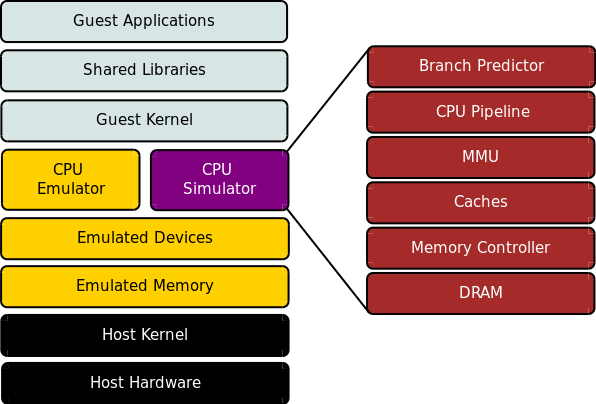 Guest Applications
Shared Libraries
Guest Kernel
CPU
Emulator
CPU
Simulator
Emulated Devices
Emulated Memory
Host Kernel
Host Hardware
Branch Predictor
CPU Pipeline
MMU
Caches
Memory Controller
DRAM